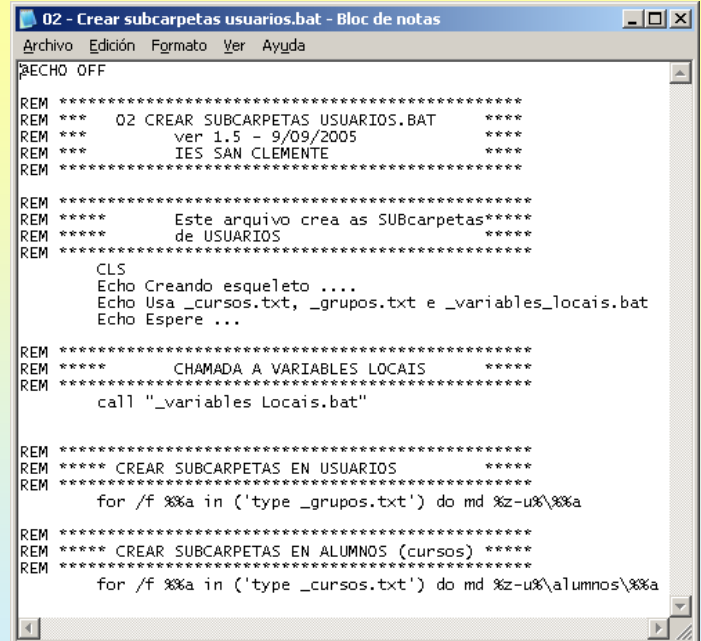 02 - Crear subcarpetas usuarios.bat - Bloc de notas
Archivo Edición Formato Ver Ayuda
@ECHO OFF
REM ************************************************
REM *** 02 CREAR SUBCARPETAS USUARIOS.BAT ****
REM *** ver 1.5 - 9/09/2005 ****
REM *** IES SAN CLEMENTE ****
REM ************************************************
REM *************************************************
REM ***** Este arquivo crea as SUBcarpetas*****
REM ***** de USUARIOS *****
REM *************************************************
CLS
Echo Creando esqueleto ....
Echo Usa _cursos.txt, _grupos.txt e _variables_locais.bat
Echo Espere ...
REM *************************************************
REM ***** CHAMADA A VARIABLES LOCAIS *****
REM *************************************************
call "_variables Locais.bat"
REM *************************************************
REM ***** CREAR SUBCARPETAS EN USUARIOS *****
REM *************************************************
for /f %%a in ('type _grupos.txt') do md %z-u%\%%a
REM *************************************************
REM ***** CREAR SUBCARPETAS EN ALUMNOS (cursos) *****
REM *************************************************
for /f %%a in ('type _cursos.txt') do md %z-u%\alumnos\%%a